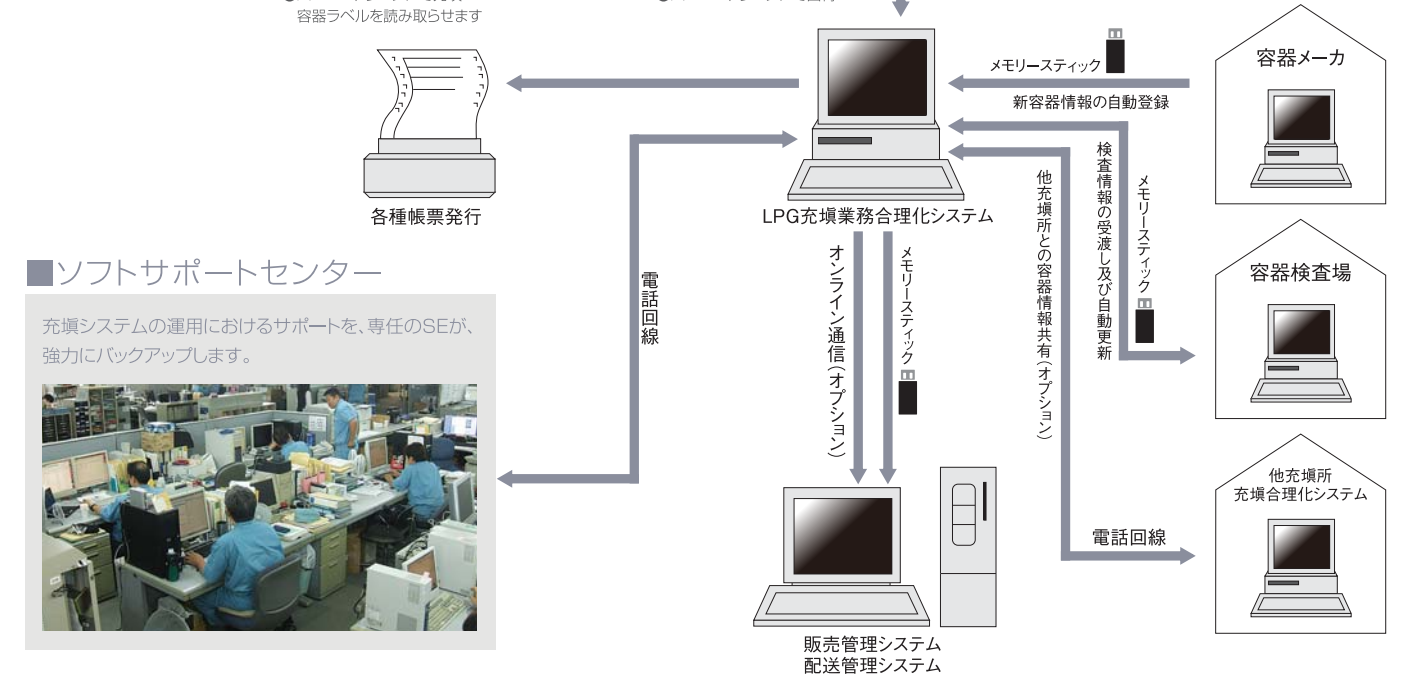 容器ラベルを読み取らせます
メモリースティック
容器メーカ
新容器情報の自動登録
各種帳票発行
LPG充塡業務合理化システム
検査情報の受渡し及び自動更新
メモリースティック
他充塡所との容器情報共有(オプション)
容器検査場
■ソフトサポートセンター
オンライン通信(オプション)
メモリースティック
電話回線
充塡システムの運用におけるサポートを、専任のSEが、
強力にバックアップします。
他充塡所
充塡合理化システム
電話回線
販売管理システム
配送管理システム